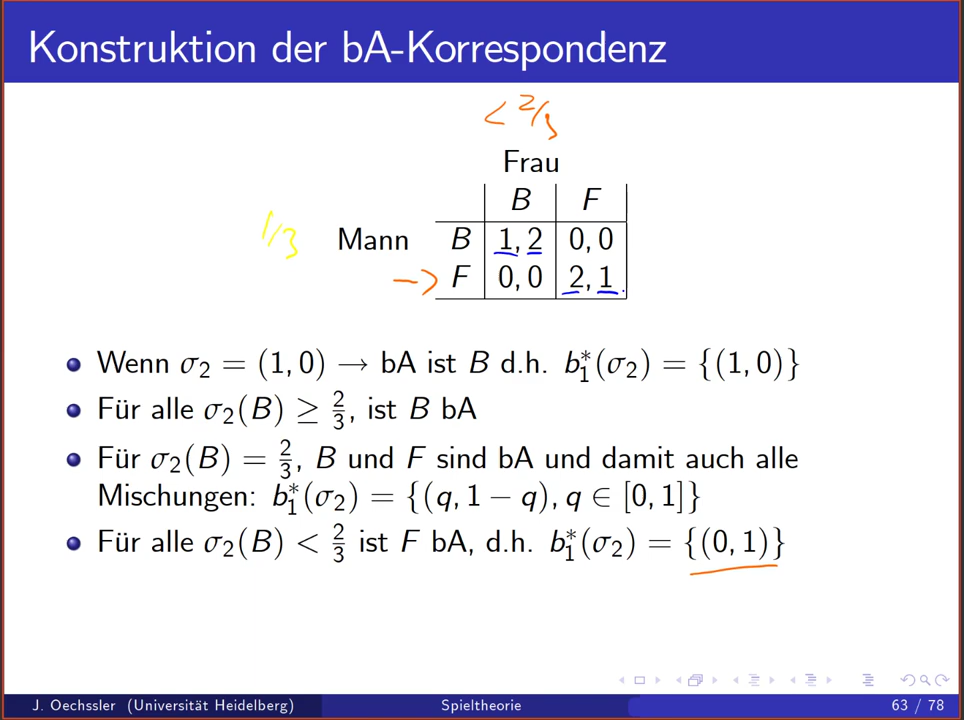 Konstruktion der bA-Korrespondenz
< 2/3
Frau
B F
1/3 Mann B 1, 2 0, 0
→ F 0, 0 2, 1
Wenn σ₂ = (1, 0) → bA ist B d.h. b₁*(σ₂) = {(1, 0)}
Für alle σ₂(B) ≥ 2/3, ist B bA
Für σ₂(B) = 2/3, B und F sind bA und damit auch alle
Mischungen: b₁*(σ₂) = {(q, 1 − q), q ∈ [0, 1]}
Für alle σ₂(B) < 2/3 ist F bA, d.h. b₁*(σ₂) = {(0, 1)}
J. Oechssler (Universität Heidelberg) Spieltheorie 63 / 78